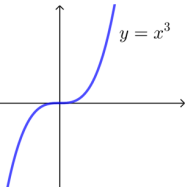 y = x³